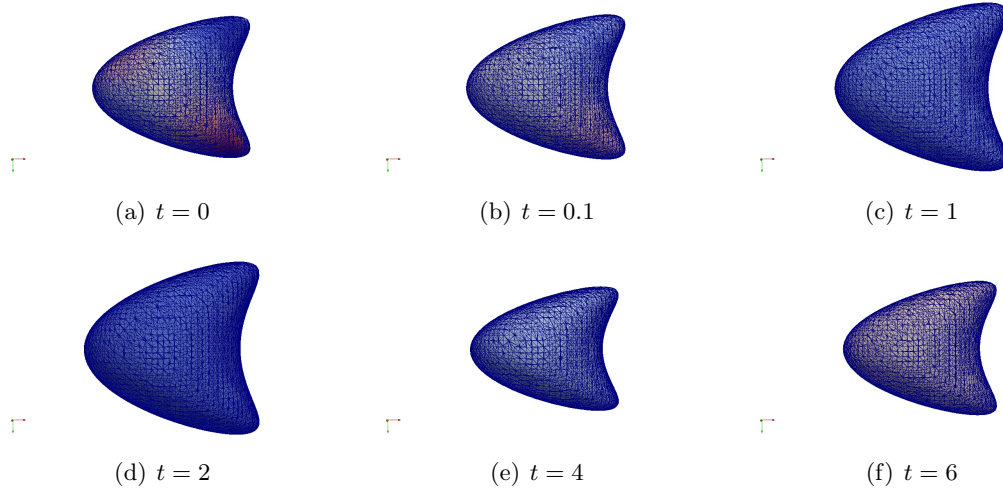 (a) t = 0
(b) t = 0.1
(c) t = 1
(d) t = 2
(e) t = 4
(f) t = 6